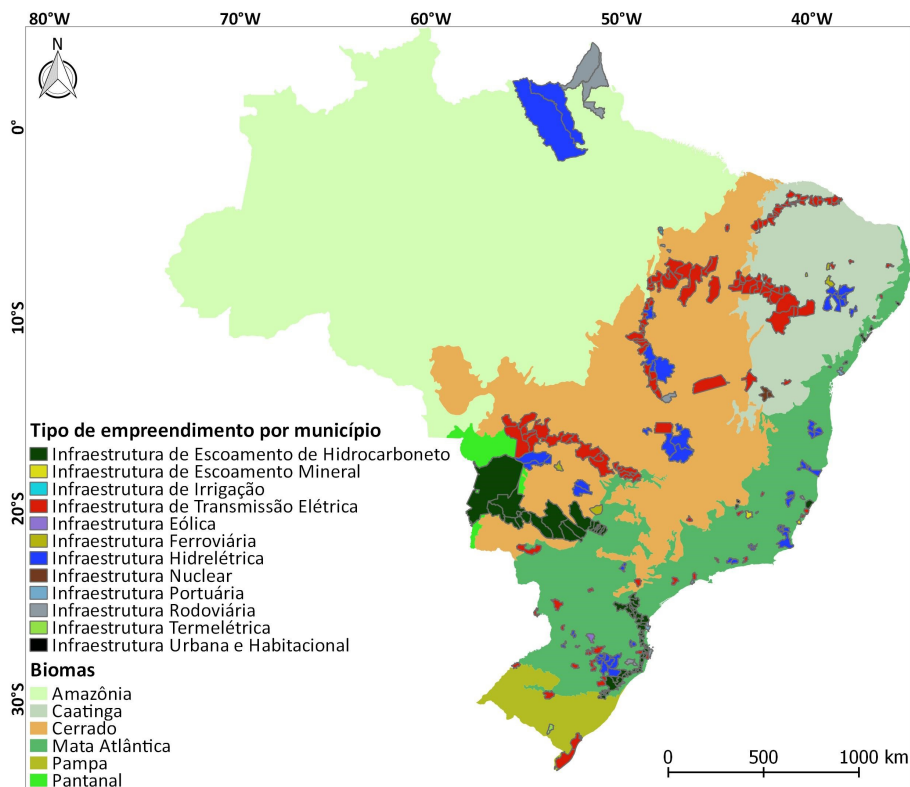 80°W 70°W 60°W 50°W 40°W
N
0°
10°S
20°S
30°S
Tipo de empreendimento por município
Infraestrutura de Escoamento de Hidrocarboneto
Infraestrutura de Escoamento Mineral
Infraestrutura de Irrigação
Infraestrutura de Transmissão Elétrica
Infraestrutura Eólica
Infraestrutura Ferroviária
Infraestrutura Hidrelétrica
Infraestrutura Nuclear
Infraestrutura Portuária
Infraestrutura Rodoviária
Infraestrutura Termelétrica
Infraestrutura Urbana e Habitacional
Biomas
Amazônia
Caatinga
Cerrado
Mata Atlântica
Pampa
Pantanal
0 500 1000 km